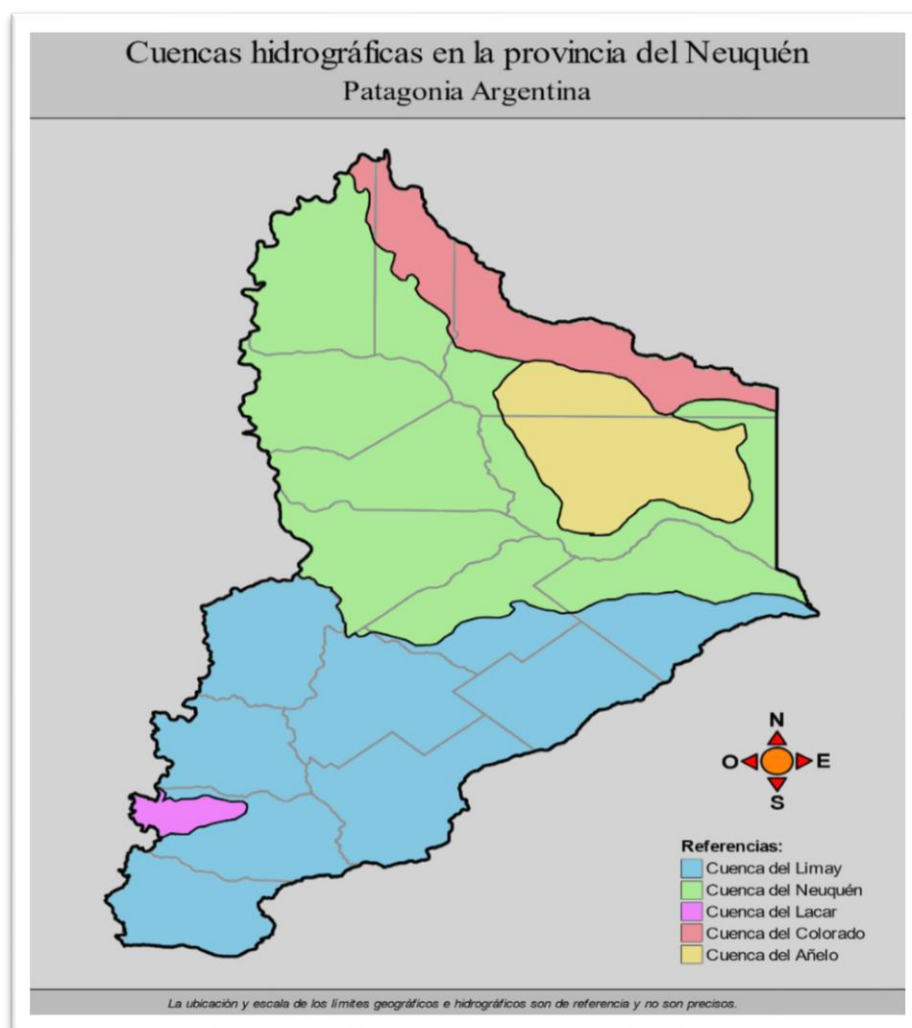 Cuencas hidrográficas en la provincia del Neuquén
Patagonia Argentina
N
O E
S
Referencias:
Cuenca del Limay
Cuenca del Neuquén
Cuenca del Lacar
Cuenca del Colorado
Cuenca del Añelo
La ubicación y escala de los límites geográficos e hidrográficos son de referencia y no son precisos.